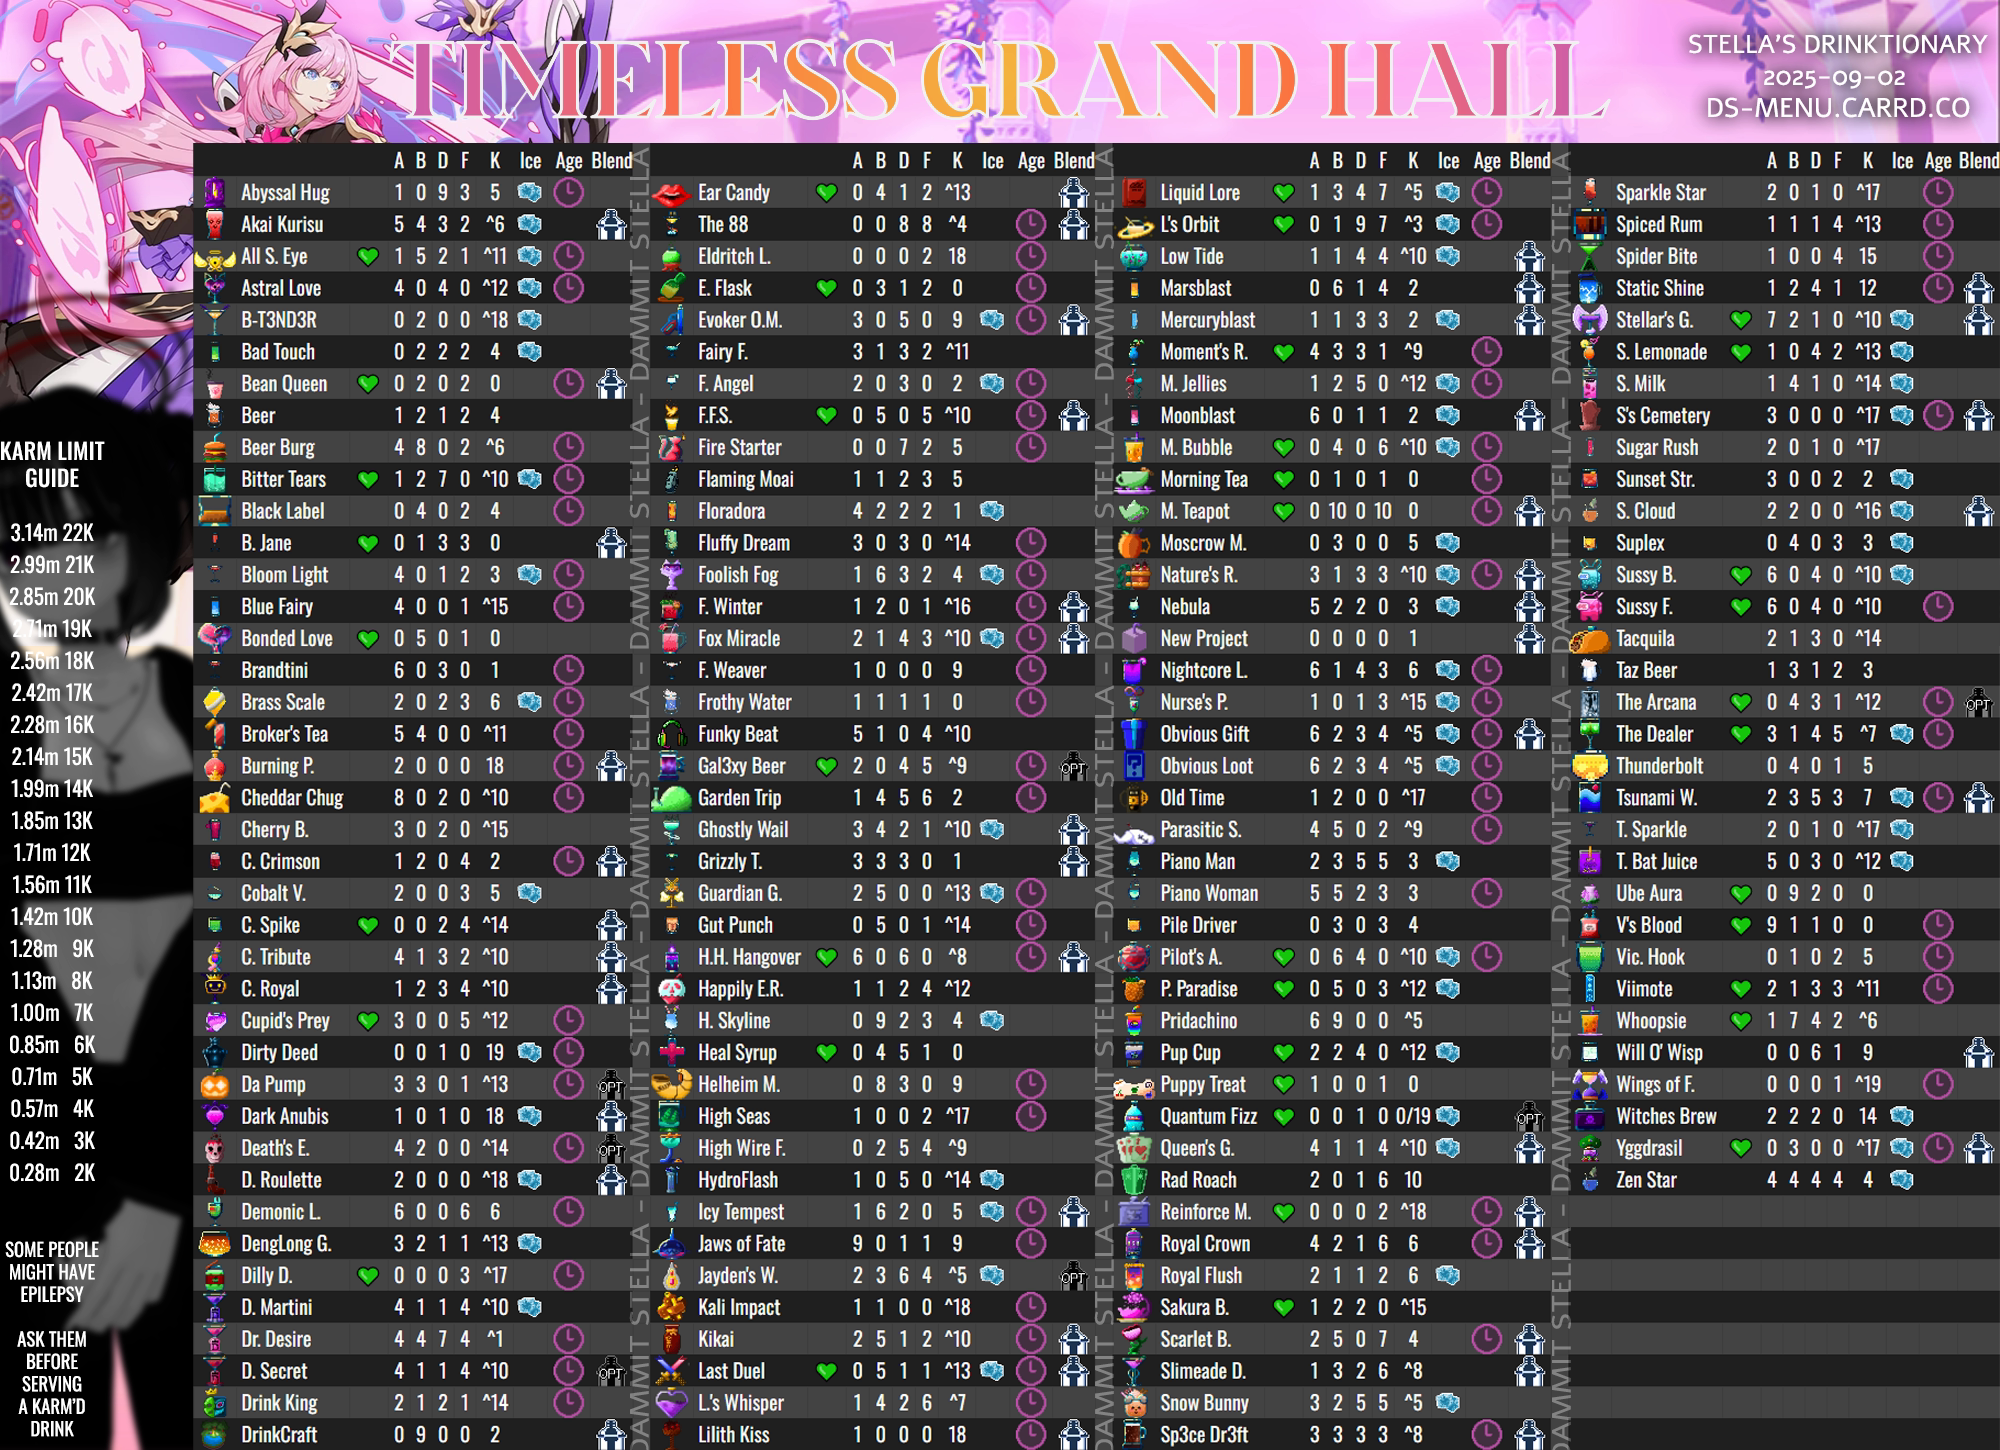 TIMELESS GRAND HALL
STELLA'S DRINKTIONARY
2025-09-02
DS-MENU.CARRD.CO
KARM LIMIT
GUIDE
3.14m 22K
2.99m 21K
2.85m 20K
2.71m 19K
2.56m 18K
2.42m 17K
2.28m 16K
2.14m 15K
1.99m 14K
1.85m 13K
1.71m 12K
1.56m 11K
1.42m 10K
1.28m 9K
1.13m 8K
1.00m 7K
0.85m 6K
0.71m 5K
0.57m 4K
0.42m 3K
0.28m 2K
SOME PEOPLE
MIGHT HAVE
EPILEPSY
ASK THEM
BEFORE
SERVING
A KARM'D
DRINK
A B D F K Ice Age Blend
Abyssal Hug 1 0 9 3 5
Akai Kurisu 5 4 3 2 ^6
All S. Eye 1 5 2 1 ^11
Astral Love 4 0 4 0 ^12
B-T3ND3R 0 2 0 0 ^18
Bad Touch 0 2 2 2 4
Bean Queen 0 2 0 2 0
Beer 1 2 1 2 4
Beer Burg 4 8 0 2 ^6
Bitter Tears 1 2 7 0 ^10
Black Label 0 4 0 2 4
B. Jane 0 1 3 3 0
Bloom Light 4 0 1 2 3
Blue Fairy 4 0 0 1 ^15
Bonded Love 0 5 0 1 0
Brandtini 6 0 3 0 1
Brass Scale 2 0 2 3 6
Broker's Tea 5 4 0 0 ^11
Burning P. 2 0 0 0 18
Cheddar Chug 8 0 2 0 ^10
Cherry B. 3 0 2 0 ^15
C. Crimson 1 2 0 4 2
Cobalt V. 2 0 0 3 5
C. Spike 0 0 2 4 ^14
C. Tribute 4 1 3 2 ^10
C. Royal 1 2 3 4 ^10
Cupid's Prey 3 0 0 5 ^12
Dirty Deed 0 0 1 0 19
Da Pump 3 3 0 1 ^13 OPT
Dark Anubis 1 0 1 0 18
Death's E. 4 2 0 0 ^14 OPT
D. Roulette 2 0 0 0 ^18
Demonic L. 6 0 0 6 6
DengLong G. 3 2 1 1 ^13
Dilly D. 0 0 0 3 ^17
D. Martini 4 1 1 4 ^10
Dr. Desire 4 4 7 4 ^1
D. Secret 4 1 1 4 ^10 OPT
Drink King 2 1 2 1 ^14
DrinkCraft 0 9 0 0 2
DAMMIT STELLA - DAMMIT STELLA - DAMMIT STELLA - DAMMIT STELLA
A B D F K Ice Age Blend
Ear Candy 0 4 1 2 ^13
The 88 0 0 8 8 ^4
Eldritch L. 0 0 0 2 18
E. Flask 0 3 1 2 0
Evoker O.M. 3 0 5 0 9
Fairy F. 3 1 3 2 ^11
F. Angel 2 0 3 0 2
F.F.S. 0 5 0 5 ^10
Fire Starter 0 0 7 2 5
Flaming Moai 1 1 2 3 5
Floradora 4 2 2 2 1
Fluffy Dream 3 0 3 0 ^14
Foolish Fog 1 6 3 2 4
F. Winter 1 2 0 1 ^16
Fox Miracle 2 1 4 3 ^10
F. Weaver 1 0 0 0 9
Frothy Water 1 1 1 1 0
Funky Beat 5 1 0 4 ^10
Gal3xy Beer 2 0 4 5 ^9 OPT
Garden Trip 1 4 5 6 2
Ghostly Wail 3 4 2 1 ^10
Grizzly T. 3 3 3 0 1
Guardian G. 2 5 0 0 ^13
Gut Punch 0 5 0 1 ^14
H.H. Hangover 6 0 6 0 ^8
Happily E.R. 1 1 2 4 ^12
H. Skyline 0 9 2 3 4
Heal Syrup 0 4 5 1 0
Helheim M. 0 8 3 0 9
High Seas 1 0 0 2 ^17
High Wire F. 0 2 5 4 ^9
HydroFlash 1 0 5 0 ^14
Icy Tempest 1 6 2 0 5
Jaws of Fate 9 0 1 1 9
Jayden's W. 2 3 6 4 ^5 OPT
Kali Impact 1 1 0 0 ^18
Kikai 2 5 1 2 ^10
Last Duel 0 5 1 1 ^13
L.'s Whisper 1 4 2 6 ^7
Lilith Kiss 1 0 0 0 18
DAMMIT STELLA - DAMMIT STELLA - DAMMIT STELLA - DAMMIT STELLA
A B D F K Ice Age Blend
Liquid Lore 1 3 4 7 ^5
L's Orbit 0 1 9 7 ^3
Low Tide 1 1 4 4 ^10
Marsblast 0 6 1 4 2
Mercuryblast 1 1 3 3 2
Moment's R. 4 3 3 1 ^9
M. Jellies 1 2 5 0 ^12
Moonblast 6 0 1 1 2
M. Bubble 0 4 0 6 ^10
Morning Tea 0 1 0 1 0
M. Teapot 0 10 0 10 0
Moscrow M. 0 3 0 0 5
Nature's R. 3 1 3 3 ^10
Nebula 5 2 2 0 3
New Project 0 0 0 0 1
Nightcore L. 6 1 4 3 6
Nurse's P. 1 0 1 3 ^15
Obvious Gift 6 2 3 4 ^5
Obvious Loot 6 2 3 4 ^5
Old Time 1 2 0 0 ^17
Parasitic S. 4 5 0 2 ^9
Piano Man 2 3 5 5 3
Piano Woman 5 5 2 3 3
Pile Driver 0 3 0 3 4
Pilot's A. 0 6 4 0 ^10
P. Paradise 0 5 0 3 ^12
Pridachino 6 9 0 0 ^5
Pup Cup 2 2 4 0 ^12
Puppy Treat 1 0 0 1 0
Quantum Fizz 0 0 1 0 0/19 OPT
Queen's G. 4 1 1 4 ^10
Rad Roach 2 0 1 6 10
Reinforce M. 0 0 0 2 ^18
Royal Crown 4 2 1 6 6
Royal Flush 2 1 1 2 6
Sakura B. 1 2 2 0 ^15
Scarlet B. 2 5 0 7 4
Slimeade D. 1 3 2 6 ^8
Snow Bunny 3 2 5 5 ^5
Sp3ce Dr3ft 3 3 3 3 ^8
DAMMIT STELLA - DAMMIT STELLA - DAMMIT STELLA - DAMMIT STELLA
A B D F K Ice Age Blend
Sparkle Star 2 0 1 0 ^17
Spiced Rum 1 1 1 4 ^13
Spider Bite 1 0 0 4 15
Static Shine 1 2 4 1 12
Stellar's G. 7 2 1 0 ^10
S. Lemonade 1 0 4 2 ^13
S. Milk 1 4 1 0 ^14
S's Cemetery 3 0 0 0 ^17
Sugar Rush 2 0 1 0 ^17
Sunset Str. 3 0 0 2 2
S. Cloud 2 2 0 0 ^16
Suplex 0 4 0 3 3
Sussy B. 6 0 4 0 ^10
Sussy F. 6 0 4 0 ^10
Tacquila 2 1 3 0 ^14
Taz Beer 1 3 1 2 3
The Arcana 0 4 3 1 ^12 OPT
The Dealer 3 1 4 5 ^7
Thunderbolt 0 4 0 1 5
Tsunami W. 2 3 5 3 7
T. Sparkle 2 0 1 0 ^17
T. Bat Juice 5 0 3 0 ^12
Ube Aura 0 9 2 0 0
V's Blood 9 1 1 0 0
Vic. Hook 0 1 0 2 5
Viimote 2 1 3 3 ^11
Whoopsie 1 7 4 2 ^6
Will O' Wisp 0 0 6 1 9
Wings of F. 0 0 0 1 ^19
Witches Brew 2 2 2 0 14
Yggdrasil 0 3 0 0 ^17
Zen Star 4 4 4 4 4